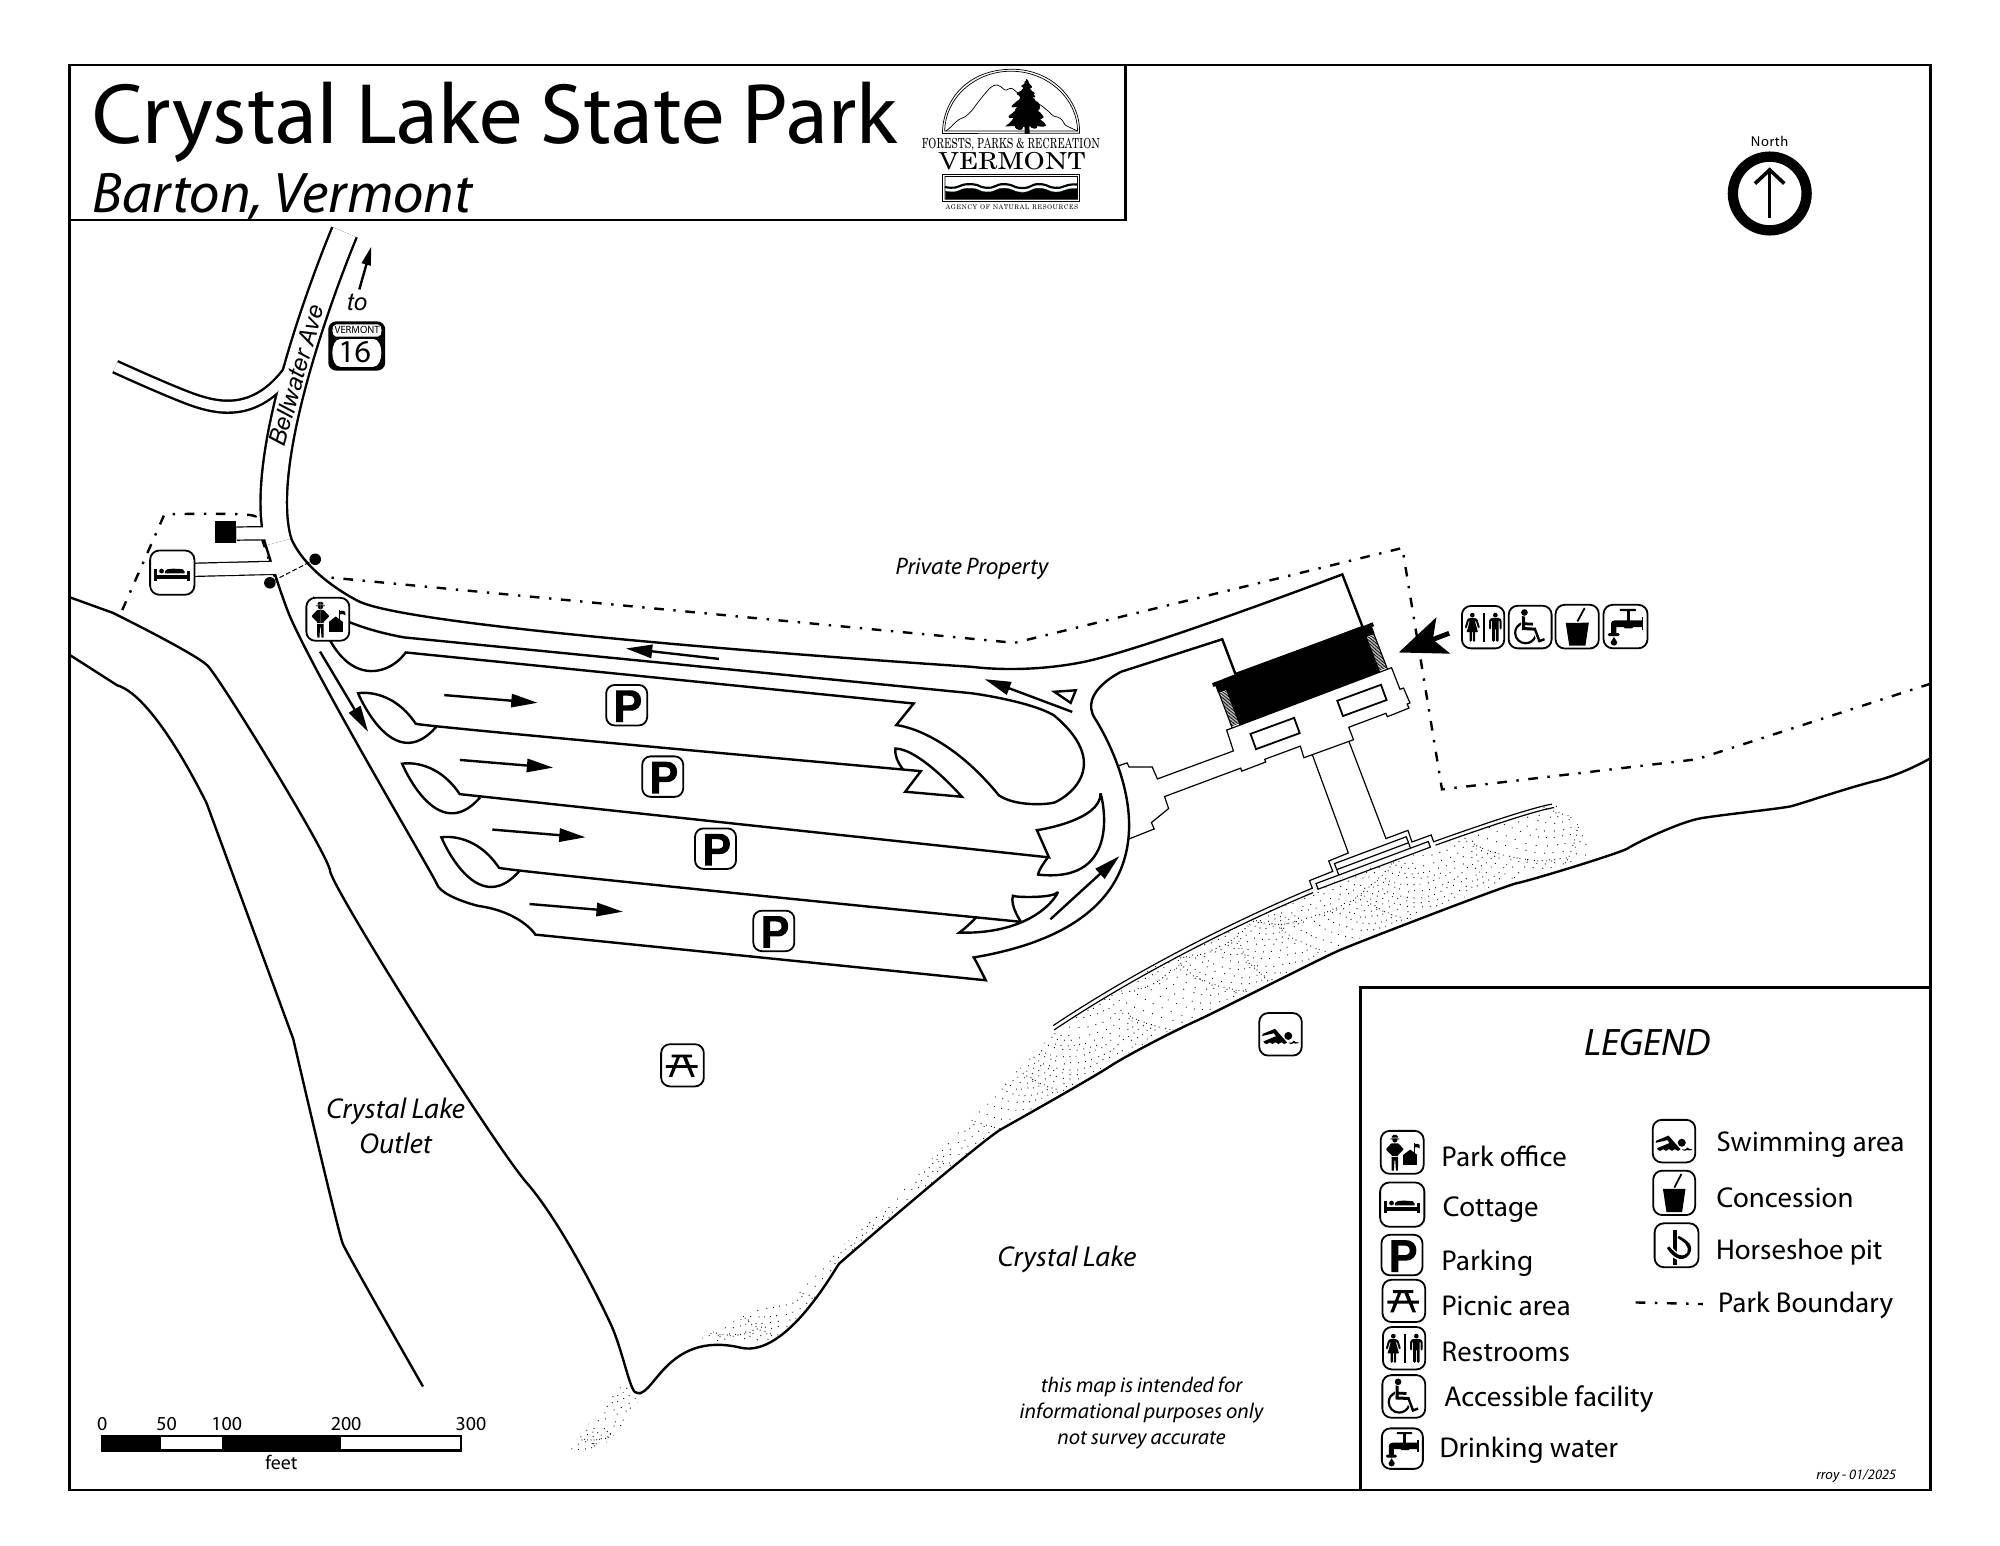 Crystal Lake State Park
Barton, Vermont
FORESTS, PARKS & RECREATION
VERMONT
AGENCY OF NATURAL RESOURCES
North
to
VERMONT
16
Bellwater Ave
Private Property
P
P
P
P
Crystal Lake
Outlet
Crystal Lake
this map is intended for
informational purposes only
not survey accurate
0 50 100 200 300
feet
LEGEND
Park office
Cottage
P Parking
Picnic area
Restrooms
Accessible facility
Drinking water
Swimming area
Concession
Horseshoe pit
Park Boundary
rroy - 01/2025